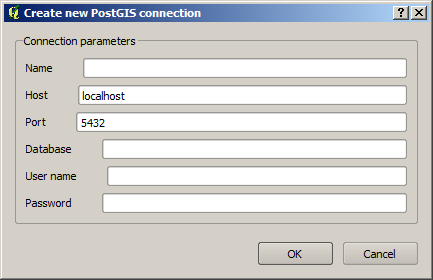 Create new PostGIS connection
Connection parameters
Name
Host localhost
Port 5432
Database
User name
Password
OK Cancel